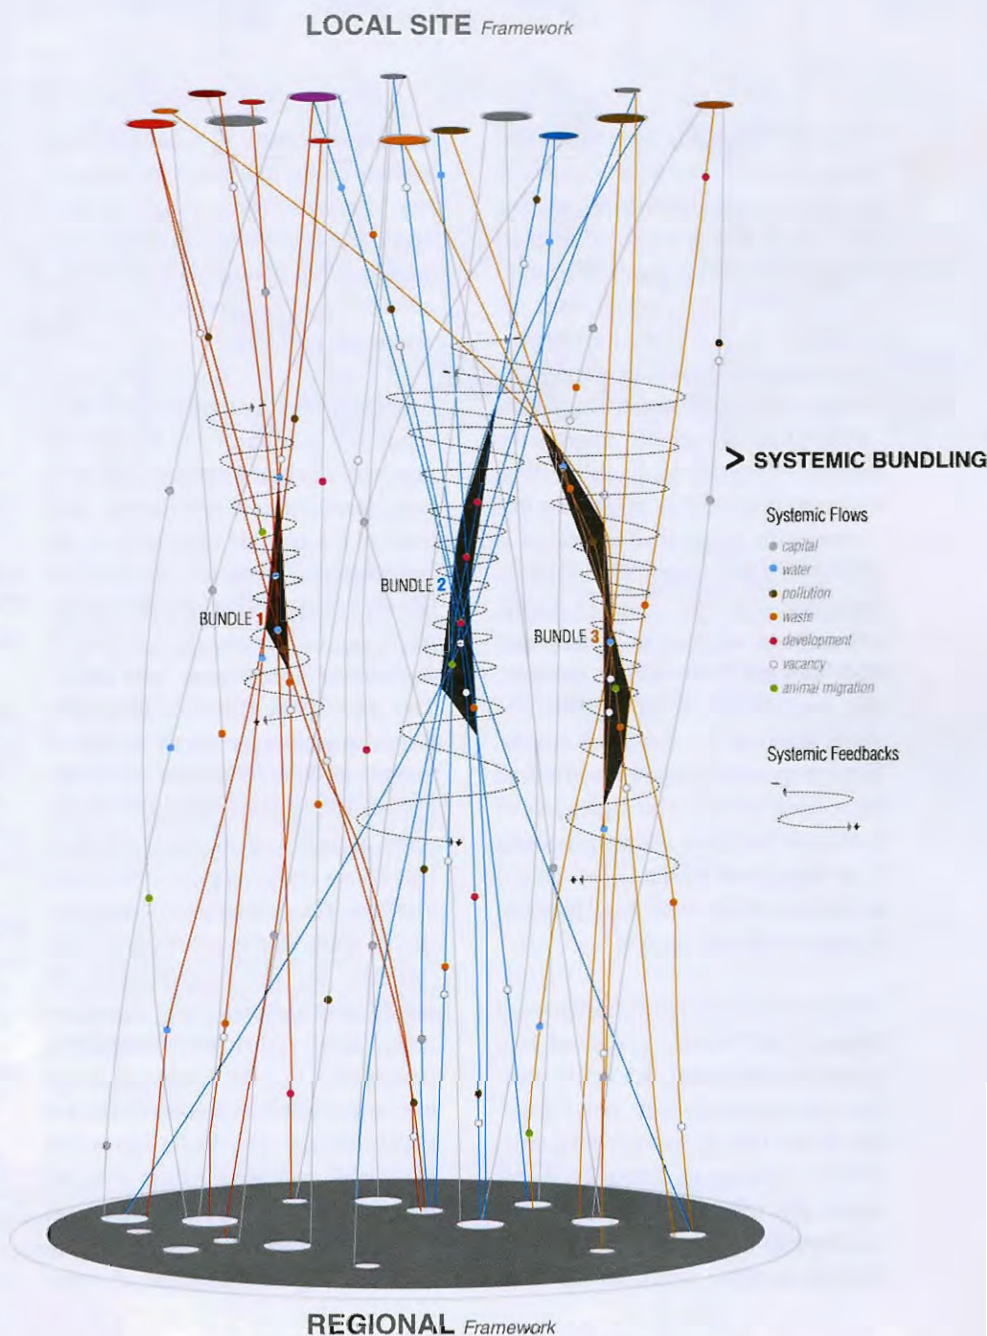 LOCAL SITE Framework
> SYSTEMIC BUNDLING
Systemic Flows
capital
water
pollution
waste
development
vacancy
animal migration
BUNDLE 1
BUNDLE 2
BUNDLE 3
Systemic Feedbacks
REGIONAL Framework